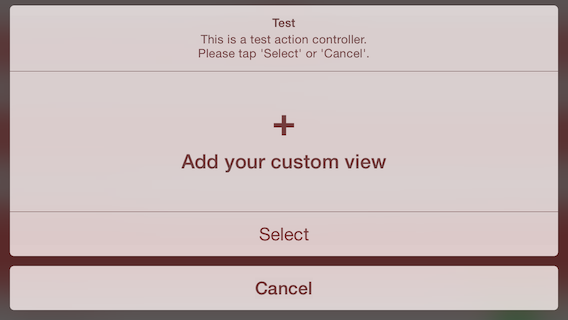 Test
This is a test action controller.
Please tap 'Select' or 'Cancel'.
+
Add your custom view
Select
Cancel